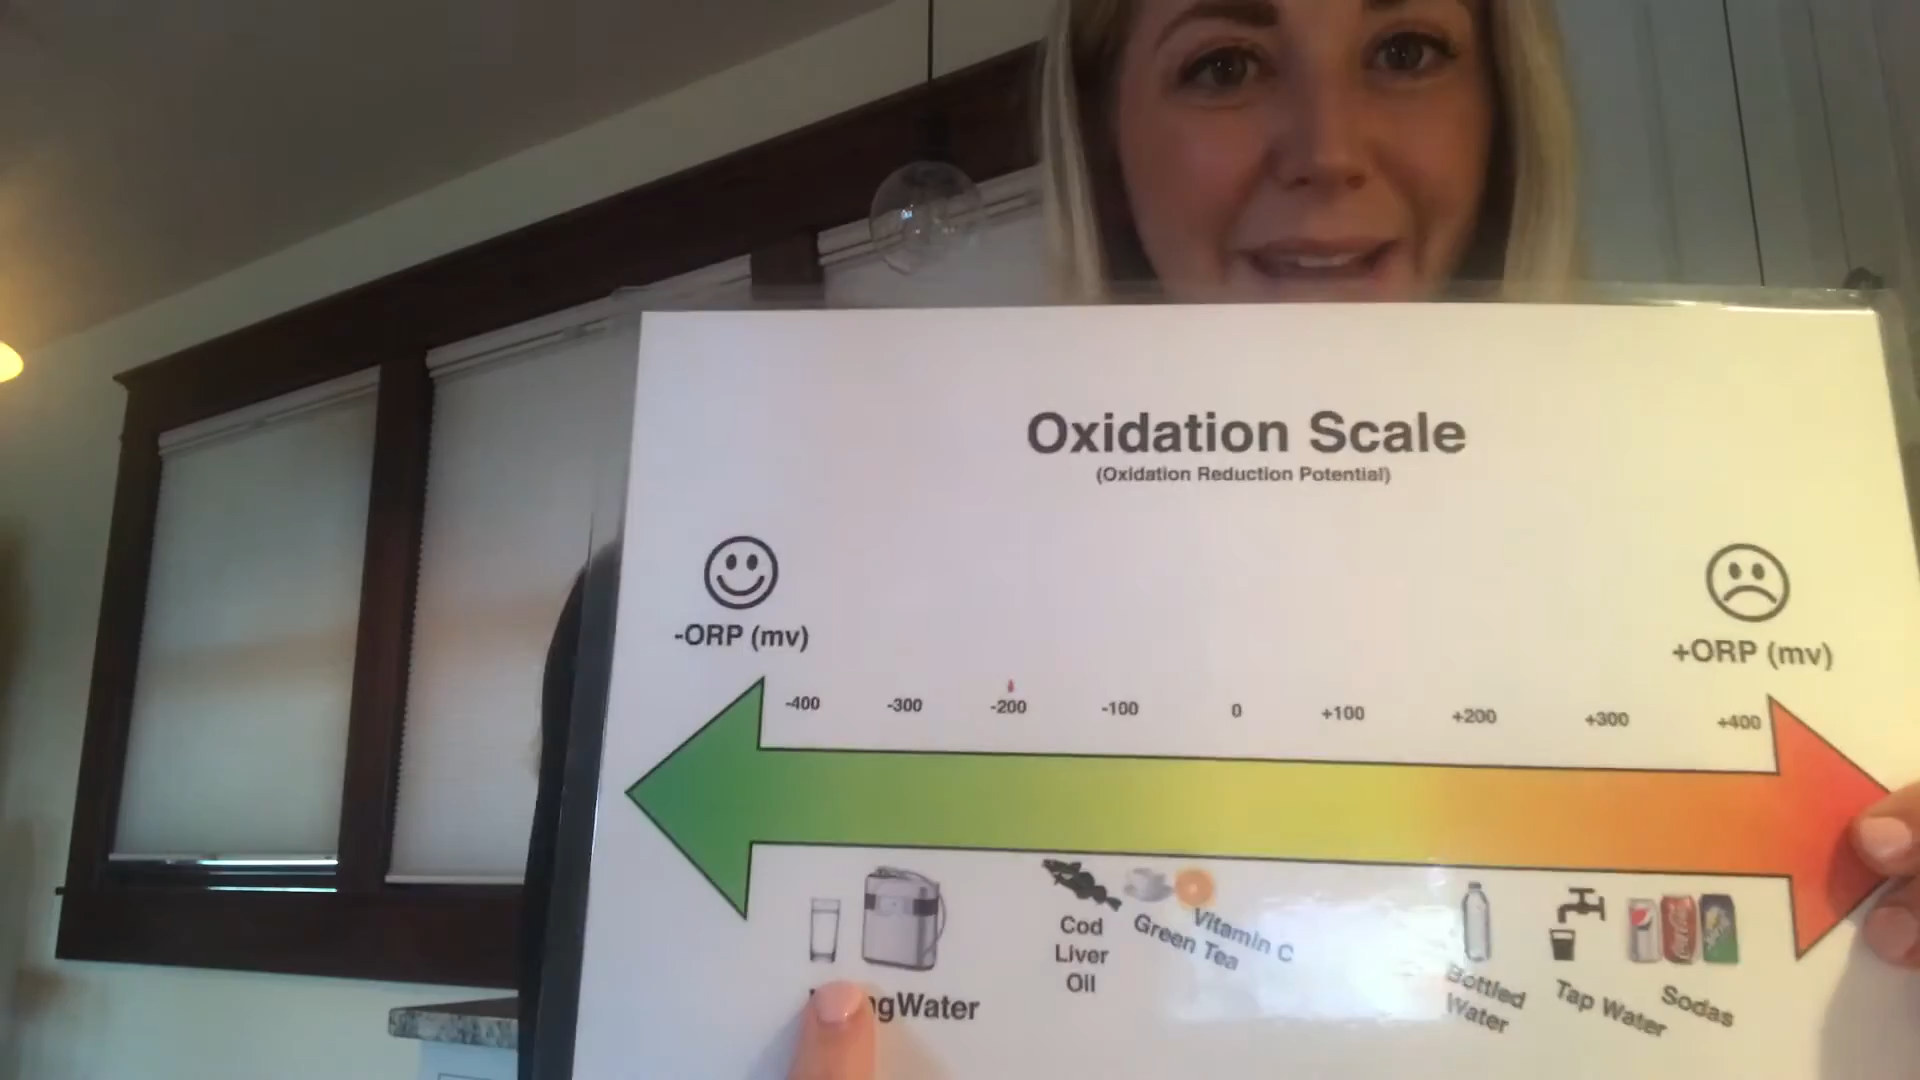 Oxidation Scale
(Oxidation Reduction Potential)
-ORP (mv)
+ORP (mv)
-400 -300 -200 -100 0 +100 +200 +300 +400
ngWater
Cod
Liver
Oil
Green Tea
Vitamin C
Bottled
Water
Tap Water
Sodas